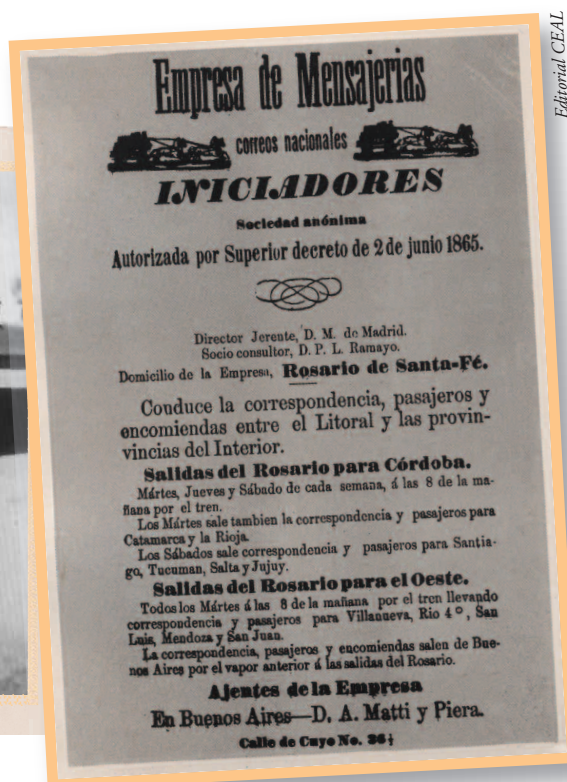 Editorial CEAL
Empresa de Mensajerias
correos nacionales
INICIADORES
Sociedad anónima
Autorizada por Superior decreto de 2 de junio 1865.
Director Jerente, D. M. de Madrid.
Socio consultor, D. P. L. Ramayo.
Domicilio de la Empresa, Rosario de Santa-Fé.
Conduce la correspondencia, pasajeros y
encomiendas entre el Litoral y las provin-
vincias del Interior.
Salidas del Rosario para Córdoba.
Mártes, Jueves y Sábado de cada semana, á las 8 de la ma-
ñana por el tren.
Los Mártes sale tambien la correspondencia y pasajeros para
Catamarca y la Rioja.
Los Sábados sale correspondencia y pasajeros para Santia-
go, Tucuman, Salta y Jujuy.
Salidas del Rosario para el Oeste.
Todos los Mártes á las 8 de la mañana por el tren llevando
correspondencia y pasajeros para Villanueva, Rio 4°, San
Luis, Mendoza y San Juan.
La correspondencia, pasajeros y encomiendas salen de Bue-
nos Aires por el vapor anterior á las salidas del Rosario.
Ajentes de la Empresa
En Buenos Aires—D. A. Matti y Piera.
Calle de Cuyo No. 36½